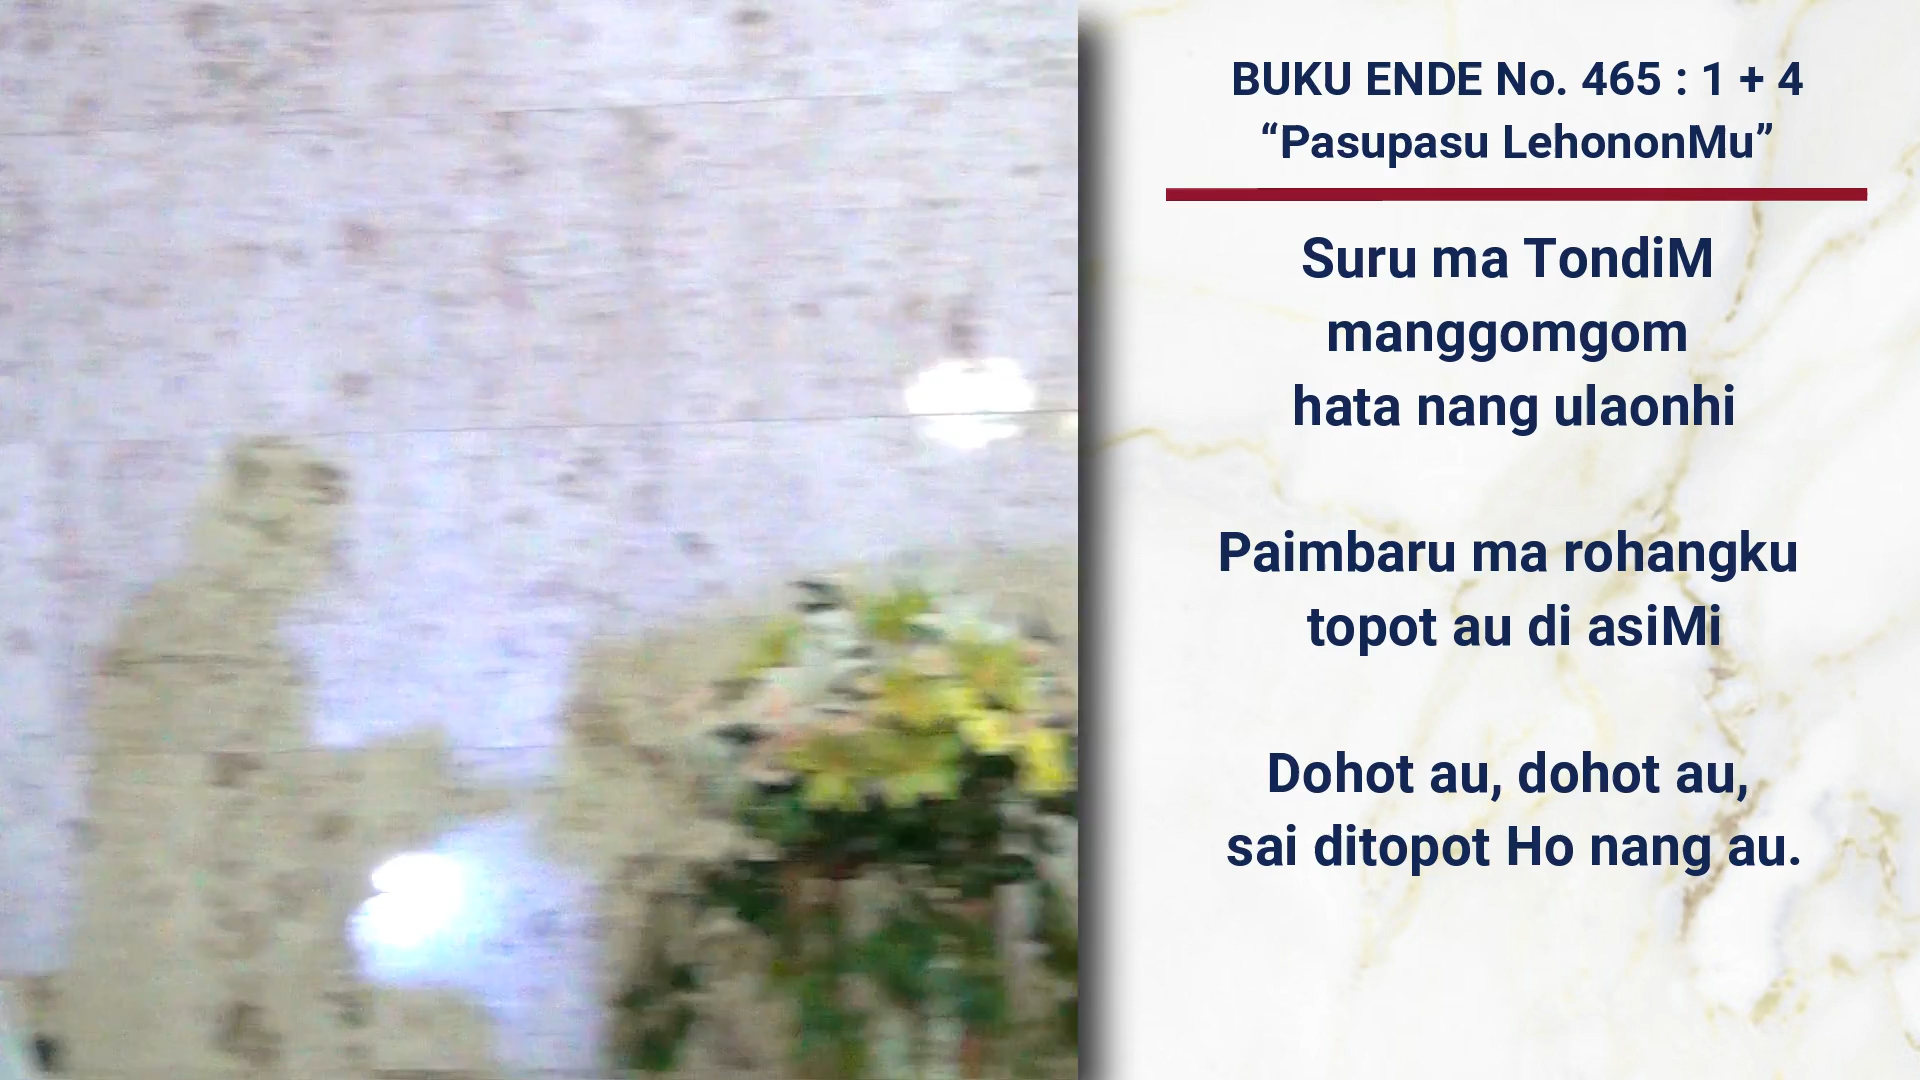 BUKU ENDE No. 465 : 1 + 4
“Pasupasu LehononMu”
Suru ma TondiM
manggomgom
hata nang ulaonhi
Paimbaru ma rohangku
topot au di asiMi
Dohot au, dohot au,
sai ditopot Ho nang au.